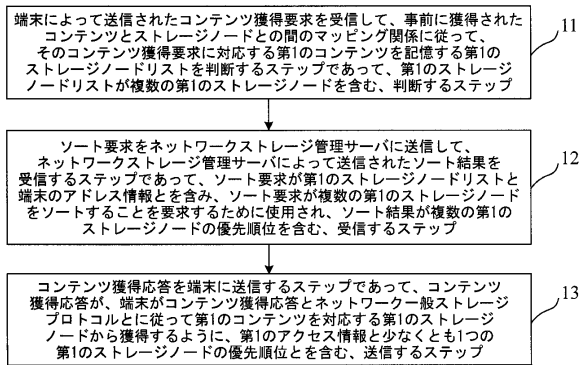 端末によって送信されたコンテンツ獲得要求を受信して、事前に獲得された
コンテンツとストレージノードとの間のマッピング関係に従って、
そのコンテンツ獲得要求に対応する第1のコンテンツを記憶する第1の
ストレージノードリストを判断するステップであって、第1のストレージ
ノードリストが複数の第1のストレージノードを含む、判断するステップ
11
ソート要求をネットワークストレージ管理サーバに送信して、
ネットワークストレージ管理サーバによって送信されたソート結果を
受信するステップであって、ソート要求が第1のストレージノードリストと
端末のアドレス情報とを含み、ソート要求が複数の第1のストレージノード
をソートすることを要求するために使用され、ソート結果が複数の第1の
ストレージノードの優先順位を含む、受信するステップ
12
コンテンツ獲得応答を端末に送信するステップであって、コンテンツ
獲得応答が、端末がコンテンツ獲得応答とネットワーク一般ストレージ
プロトコルとに従って第1のコンテンツを対応する第1のストレージ
ノードから獲得するように、第1のアクセス情報と少なくとも1つの
第1のストレージノードの優先順位とを含む、送信するステップ
13